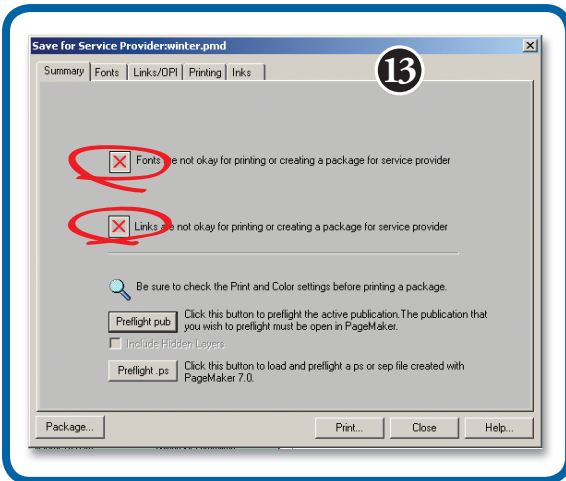 Save for Service Provider:winter.pmd
13
Summary Fonts Links/OPI Printing Inks
Fonts are not okay for printing or creating a package for service provider
Links are not okay for printing or creating a package for service provider
Be sure to check the Print and Color settings before printing a package.
Preflight pub
Click this button to preflight the active publication.The publication that
you wish to preflight must be open in PageMaker.
Include Hidden Layers
Preflight .ps
Click this button to load and preflight a ps or sep file created with
PageMaker 7.0.
Package... Print... Close Help...